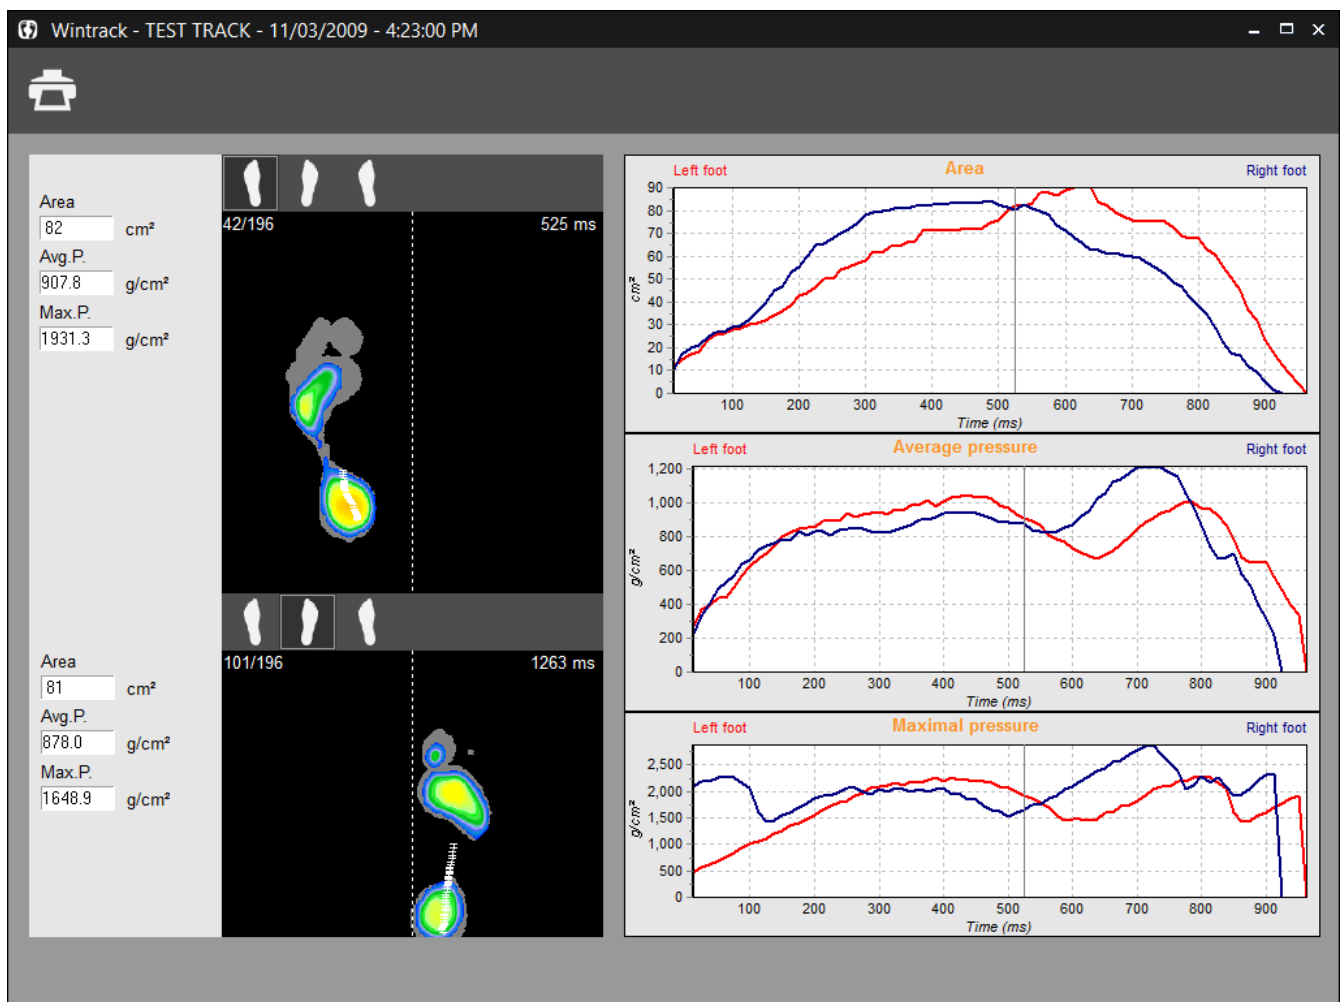 Wintrack - TEST TRACK - 11/03/2009 - 4:23:00 PM
Area
82 cm²
Avg.P.
907.8 g/cm²
Max.P.
1931.3 g/cm²
42/196 525 ms
Area
81 cm²
Avg.P.
878.0 g/cm²
Max.P.
1648.9 g/cm²
101/196 1263 ms
Left foot Area Right foot
90
80
70
60
50
40
30
20
10
0
cm²
100 200 300 400 500 600 700 800 900
Time (ms)
Left foot Average pressure Right foot
1,200
1,000
800
600
400
200
0
g/cm²
100 200 300 400 500 600 700 800 900
Time (ms)
Left foot Maximal pressure Right foot
2,500
2,000
1,500
1,000
500
0
g/cm²
100 200 300 400 500 600 700 800 900
Time (ms)